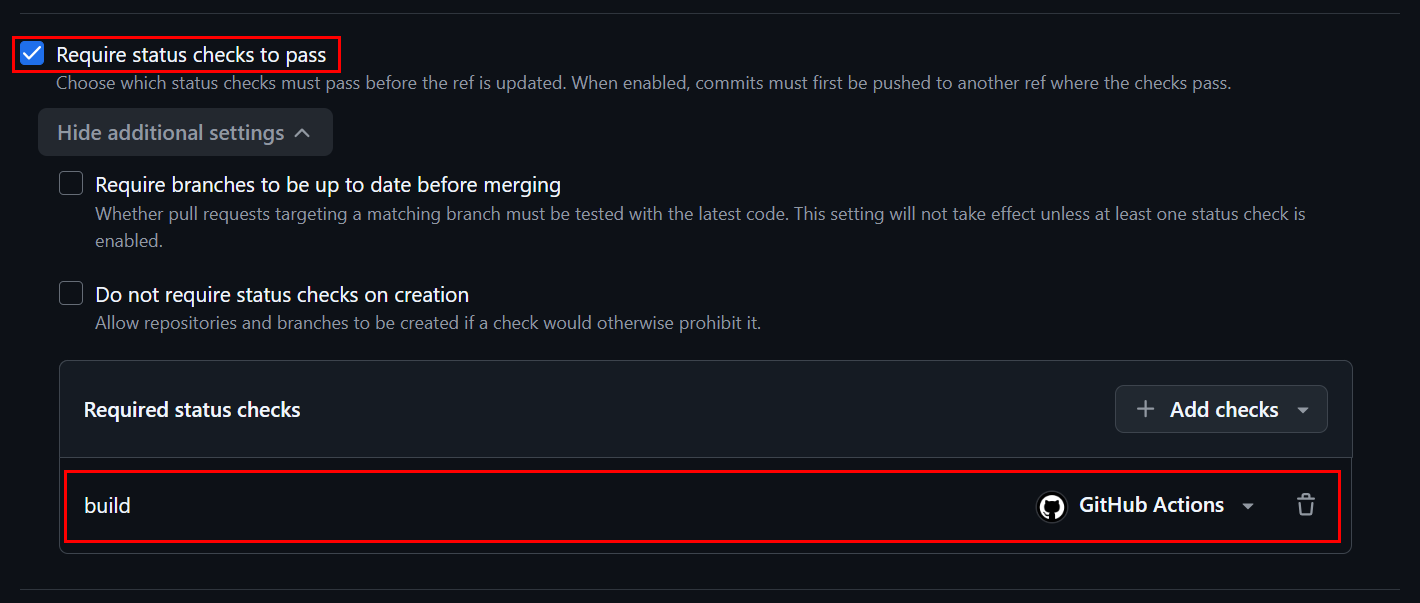 Require status checks to pass
Choose which status checks must pass before the ref is updated. When enabled, commits must first be pushed to another ref where the checks pass.
Hide additional settings
Require branches to be up to date before merging
Whether pull requests targeting a matching branch must be tested with the latest code. This setting will not take effect unless at least one status check is
enabled.
Do not require status checks on creation
Allow repositories and branches to be created if a check would otherwise prohibit it.
Required status checks
Add checks
build
GitHub Actions